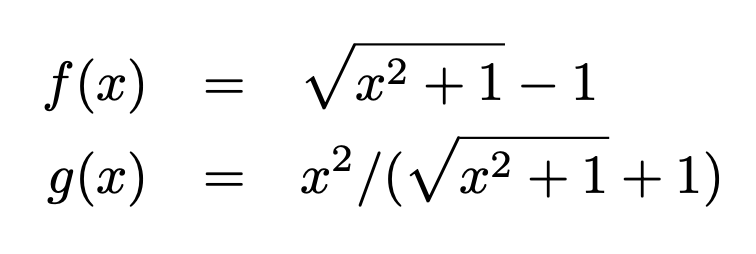 f(x) = √(x² + 1) − 1
g(x) = x²/(√(x² + 1) + 1)